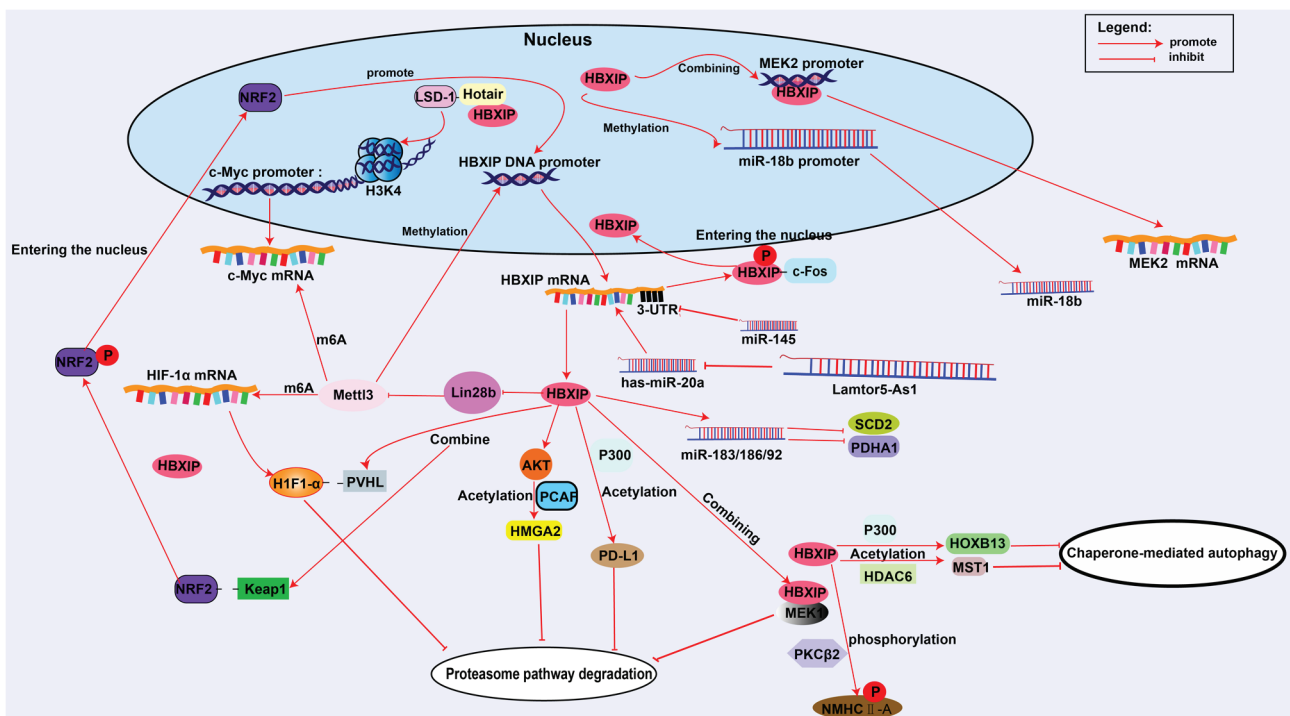 Legend:
promote
inhibit
Nucleus
promote
NRF2
LSD-1
Hotair
HBXIP
HBXIP
Combining
MEK2 promoter
HBXIP
Methylation
miR-18b promoter
c-Myc promoter :
H3K4
HBXIP DNA promoter
Entering the nucleus
Methylation
HBXIP
Entering the nucleus
P
HBXIP
c-Fos
c-Myc mRNA
MEK2 mRNA
HBXIP mRNA
3-UTR
miR-18b
miR-145
m6A
NRF2
P
HIF-1α mRNA
m6A
Mettl3
Lin28b
HBXIP
has-miR-20a
Lamtor5-As1
SCD2
PDHA1
miR-183/186/92
Combine
HBXIP
H1F1-α
PVHL
AKT
P300
Acetylation
PCAF
Acetylation
HMGA2
PD-L1
Combining
P300
HBXIP
Acetylation
HOXB13
MST1
HDAC6
Chaperone-mediated autophagy
NRF2
Keap1
HBXIP
MEK1
phosphorylation
PKCβ2
Proteasome pathway degradation
P
NMHC Ⅱ-A